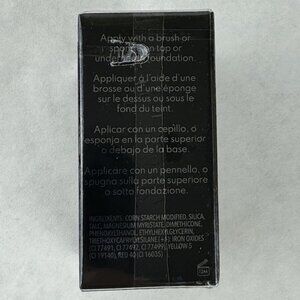 Apply with a brush or
on top or
foundation.
Appliquer à l'aide d'une
brosse ou d'une éponge
sur le dessus ou sous le
fond du teint.
Aplicar con un cepillo, o
esponja en la parte superior
o debajo de la base.
Applicare con un pennello, o
spugna sulla parte superiore
o sotto fondazione.
INGREDIENTS: CORN STARCH MODIFIED, SILICA,
TALC, MAGNESIUM MYRISTATE, DIMETHICONE,
PHENOXYETHANOL, ETHYLHEXYLGLYCERIN,
TRIETHOXYCAPRYLYLSILANE (+/-): IRON OXIDES
(CI 77491, CI 77492, CI 77499), YELLOW 5
(CI 19140), RED 40 (CI 16035)
12M